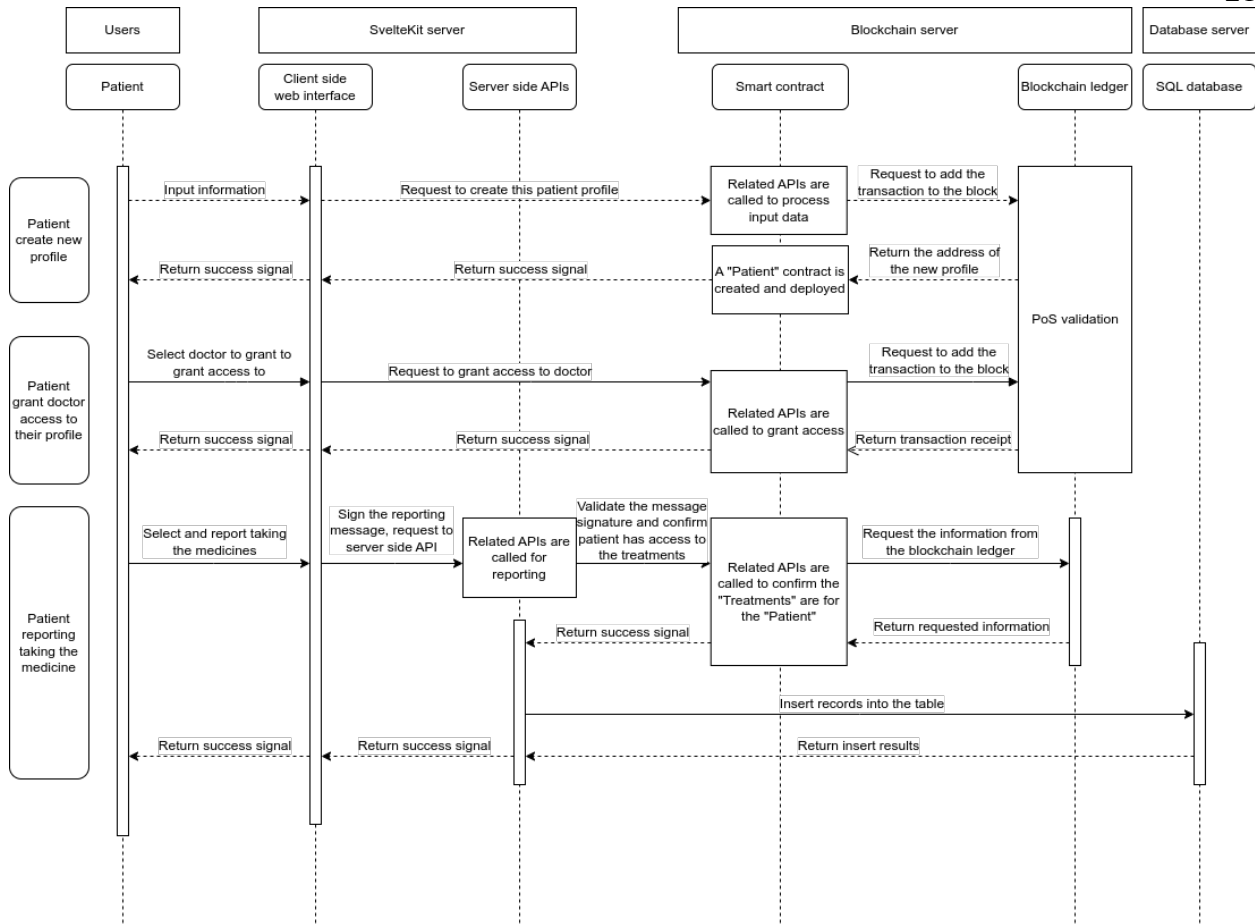 Users
SvelteKit server
Blockchain server
Database server
Patient
Client side
web interface
Server side APIs
Smart contract
Blockchain ledger
SQL database
Patient
create new
profile
Input information
Request to create this patient profile
Related APIs are
called to process
input data
Request to add the
transaction to the block
Return success signal
Return success signal
A "Patient" contract is
created and deployed
Return the address of
the new profile
PoS validation
Patient
grant doctor
access to
their profile
Select doctor to grant to
grant access to
Request to grant access to doctor
Related APIs are
called to grant access
Request to add the
transaction to the block
Return success signal
Return success signal
Return transaction receipt
Patient
reporting
taking the
medicine
Select and report taking
the medicines
Sign the reporting
message, request to
server side API
Related APIs are
called for
reporting
Validate the message
signature and confirm
patient has access to
the treatments
Related APIs are
called to confirm the
"Treatments" are for
the "Patient"
Request the information from
the blockchain ledger
Return success signal
Return requested information
Insert records into the table
Return success signal
Return success signal
Return insert results